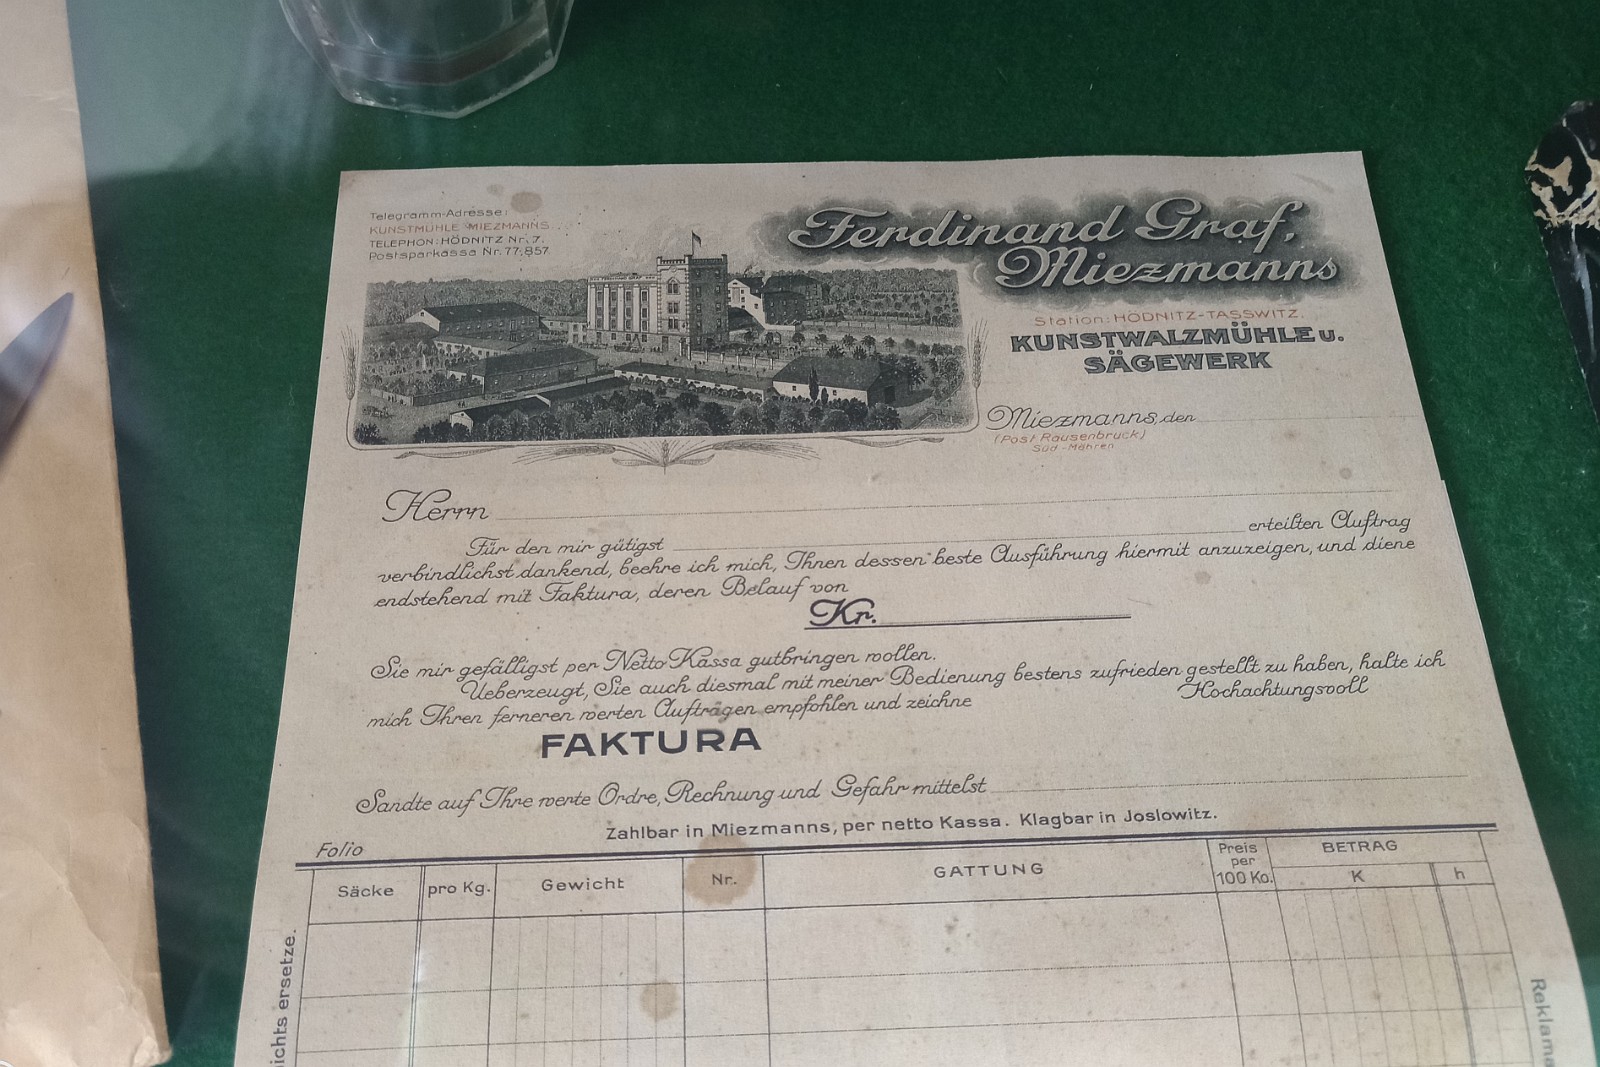 Telegramm-Adresse:
KUNSTMÜHLE MIEZMANNS.
TELEPHON: HÖDNITZ Nr. 7.
Postsparkassa Nr. 77,857
Ferdinand Graf,
Miezmanns
Station: HÖDNITZ-TASSWITZ.
KUNSTWALZMÜHLE u.
SÄGEWERK
Miezmanns, den
(Post Rausenbruck)
Süd-Mähren
Herrn
Für den mir gütigst erteilten Auftrag
verbindlichst dankend, beehre ich mich, Ihnen dessen beste Ausführung hiermit anzuzeigen, und diene
endstehend mit Faktura, deren Belauf von
Kr.
Sie mir gefälligst per Netto Kassa gutbringen wollen.
Ueberzeugt, Sie auch diesmal mit meiner Bedienung bestens zufrieden gestellt zu haben, halte ich
mich Ihren ferneren werten Aufträgen empfohlen und zeichne Hochachtungsvoll
FAKTURA
Sandte auf Ihre werte Ordre, Rechnung und Gefahr mittelst
Zahlbar in Miezmanns, per netto Kassa. Klagbar in Joslowitz.
Folio
Säcke pro Kg. Gewicht Nr. GATTUNG Preis per 100 Ko. BETRAG K h
ersetze.